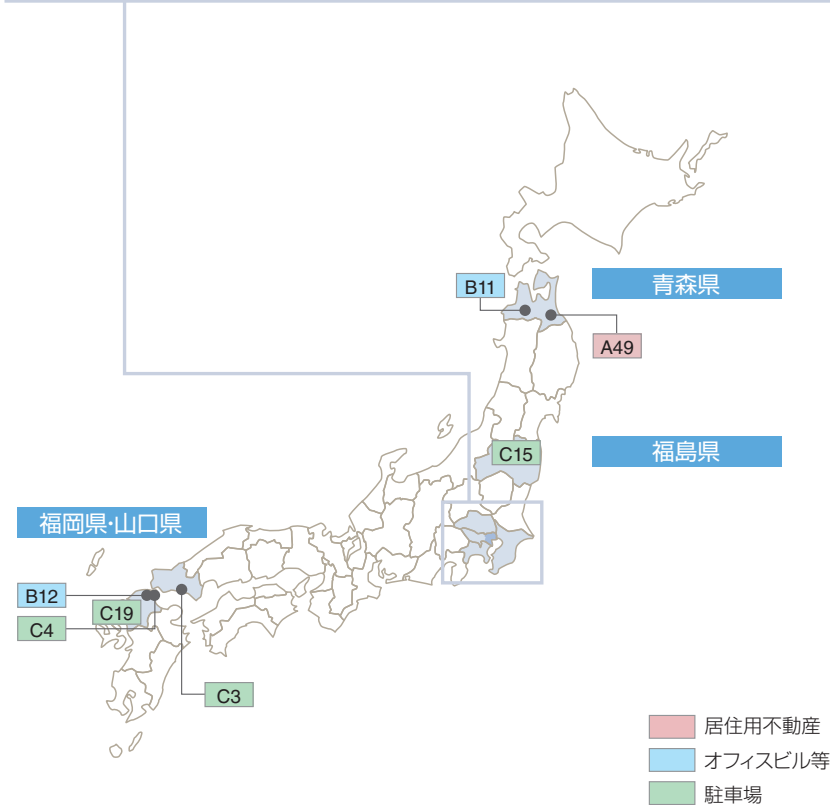 B11
青森県
A49
C15
福島県
福岡県・山口県
B12
C19
C4
C3
居住用不動産
オフィスビル等
駐車場